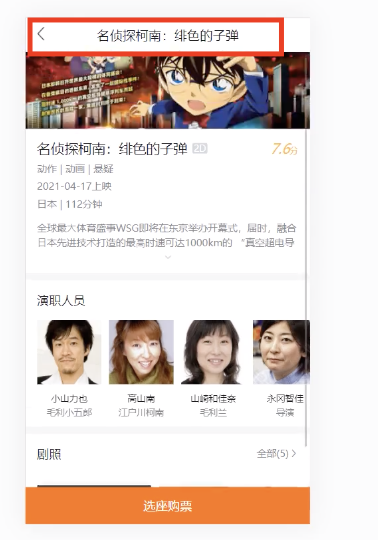 名侦探柯南：绯色的子弹
名侦探柯南：绯色的子弹 2D 7.6分
动作 | 动画 | 悬疑
2021-04-17上映
日本 | 112分钟
全球最大体育盛事WSG即将在东京举办开幕式，届时，融合
日本先进技术打造的最高时速可达1000km的 “真空超电导
演职人员
小山力也 高山南 山崎和佳奈 永冈智佳
毛利小五郎 江户川柯南 毛利兰 导演
剧照 全部(5)
选座购票